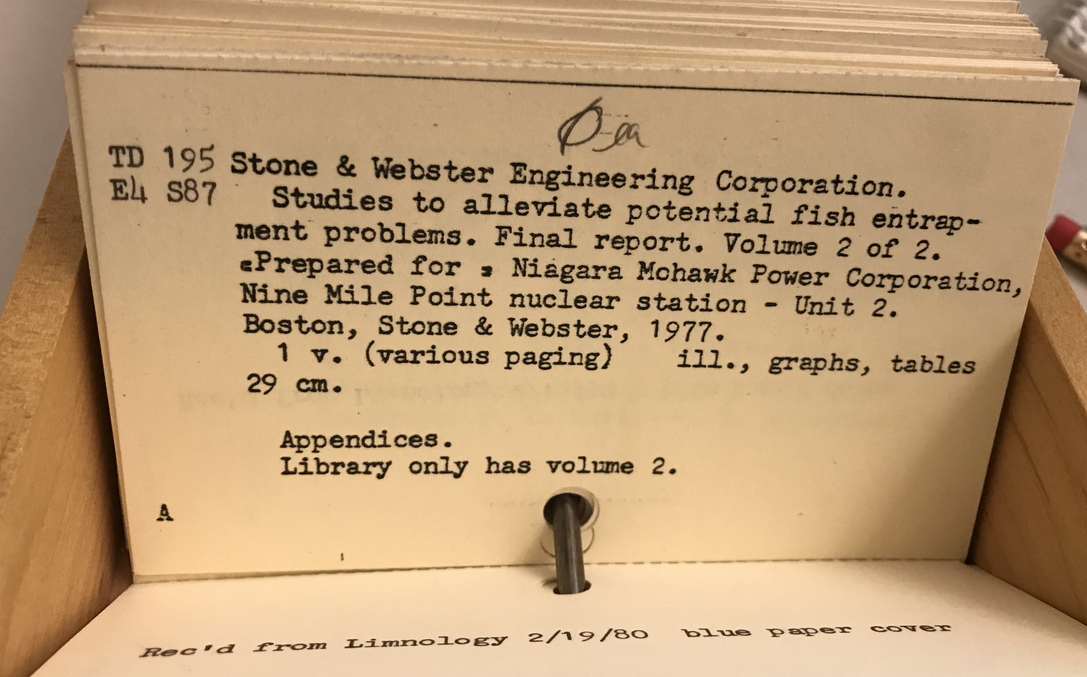 TD 195 Stone & Webster Engineering Corporation.
E4 S87 Studies to alleviate potential fish entrap-
ment problems. Final report. Volume 2 of 2.
Prepared for : Niagara Mohawk Power Corporation,
Nine Mile Point nuclear station - Unit 2.
Boston, Stone & Webster, 1977.
1 v. (various paging) ill., graphs, tables
29 cm.
Appendices.
Library only has volume 2.
A
Rec'd from Limnology 2/19/80 blue paper cover